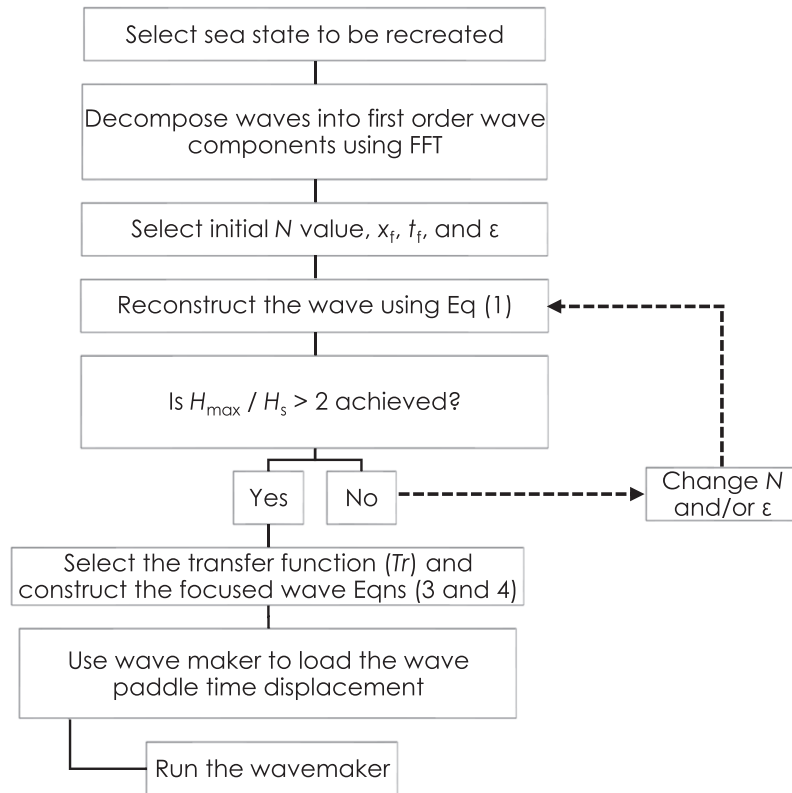 Select sea state to be recreated
Decompose waves into first order wave
components using FFT
Select initial N value, xf, tf, and ε
Reconstruct the wave using Eq (1)
Is Hmax / Hs > 2 achieved?
Yes
No
Change N
and/or ε
Select the transfer function (Tr) and
construct the focused wave Eqns (3 and 4)
Use wave maker to load the wave
paddle time displacement
Run the wavemaker